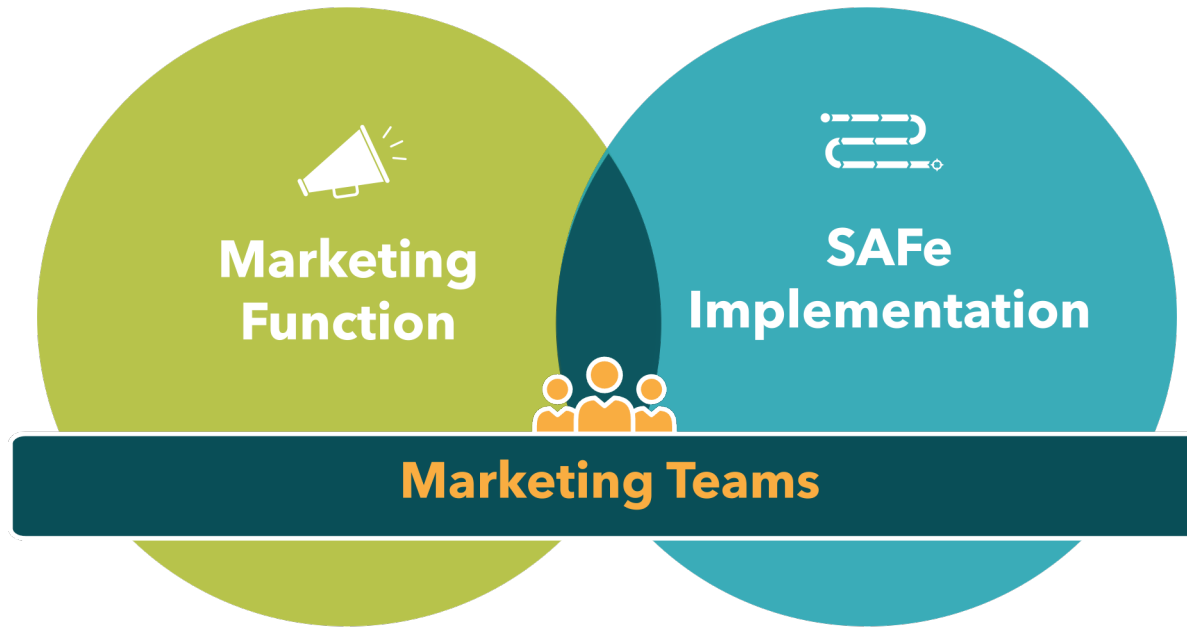 Marketing
Function
SAFe
Implementation
Marketing Teams